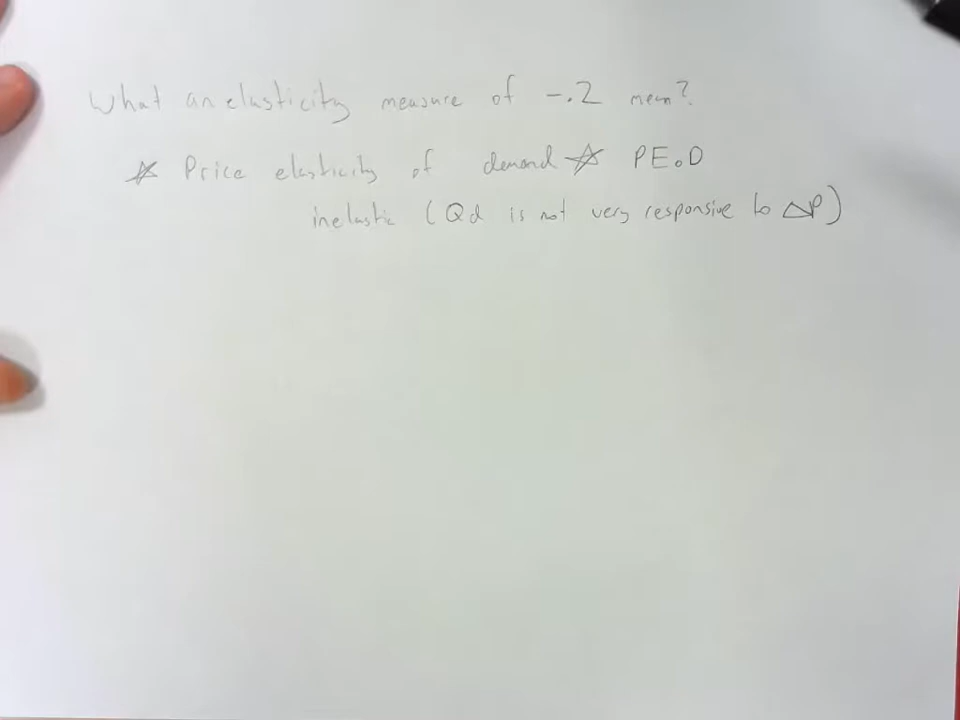 What an elasticity measure of -.2 mean?
* Price elasticity of demand * PE.D
inelastic (Qd is not very responsive to ΔP)